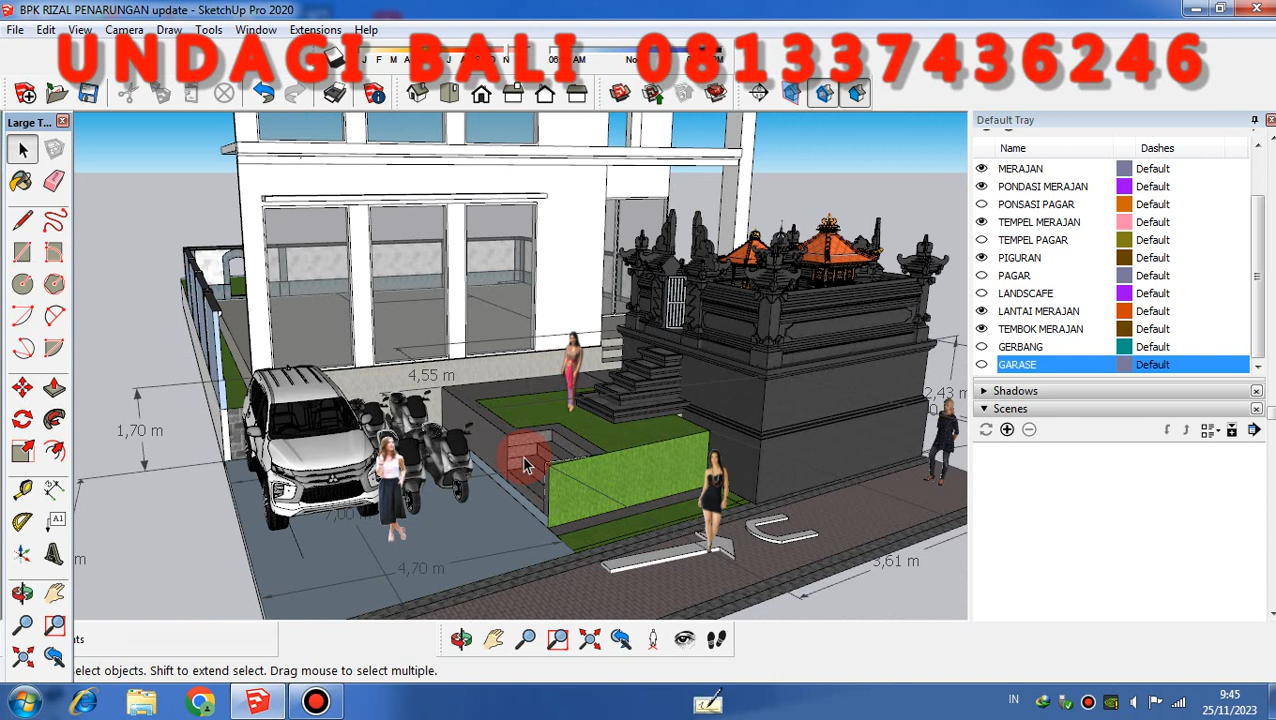 BPK RIZAL PENARUNGAN update - SketchUp Pro 2020
File Edit View Camera Draw Tools Window Extensions Help
UNDAGI BALI 081337436246
J F M A M J J A S O N
Large T...
Default Tray
Name Dashes
MERAJAN Default
PONDASI MERAJAN Default
PONSASI PAGAR Default
TEMPEL MERAJAN Default
TEMPEL PAGAR Default
PIGURAN Default
PAGAR Default
LANDSCAFE Default
LANTAI MERAJAN Default
TEMBOK MERAJAN Default
GERBANG Default
GARASE Default
Shadows
Scenes
4,55 m
1,70 m
7,00 m
4,70 m
2,43 m
3,61 m
A1
elect objects. Shift to extend select. Drag mouse to select multiple.
IN
9:45
25/11/2023